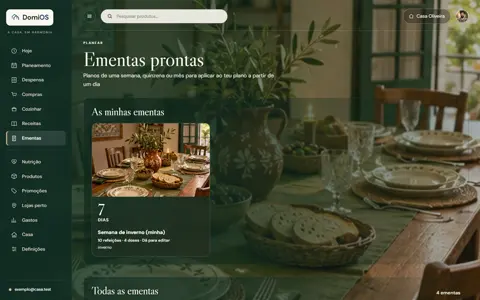 DomiOS
A CASA, EM HARMONIA
Hoje
Planeamento
Despensa
Compras
Cozinhar
Receitas
Ementas
Nutrição
Produtos
Promoções
Lojas perto
Gastos
Casa
Definições
exemplo@casa.test
Pesquisar produtos...
Casa Oliveira
PLANEAR
Ementas prontas
Planos de uma semana, quinzena ou mês para aplicar ao teu plano a partir de
um dia
As minhas ementas
7
DIAS
Semana de inverno (minha)
10 refeições · 4 doses · Dá para editar
inverno
Todas as ementas
4 ementas